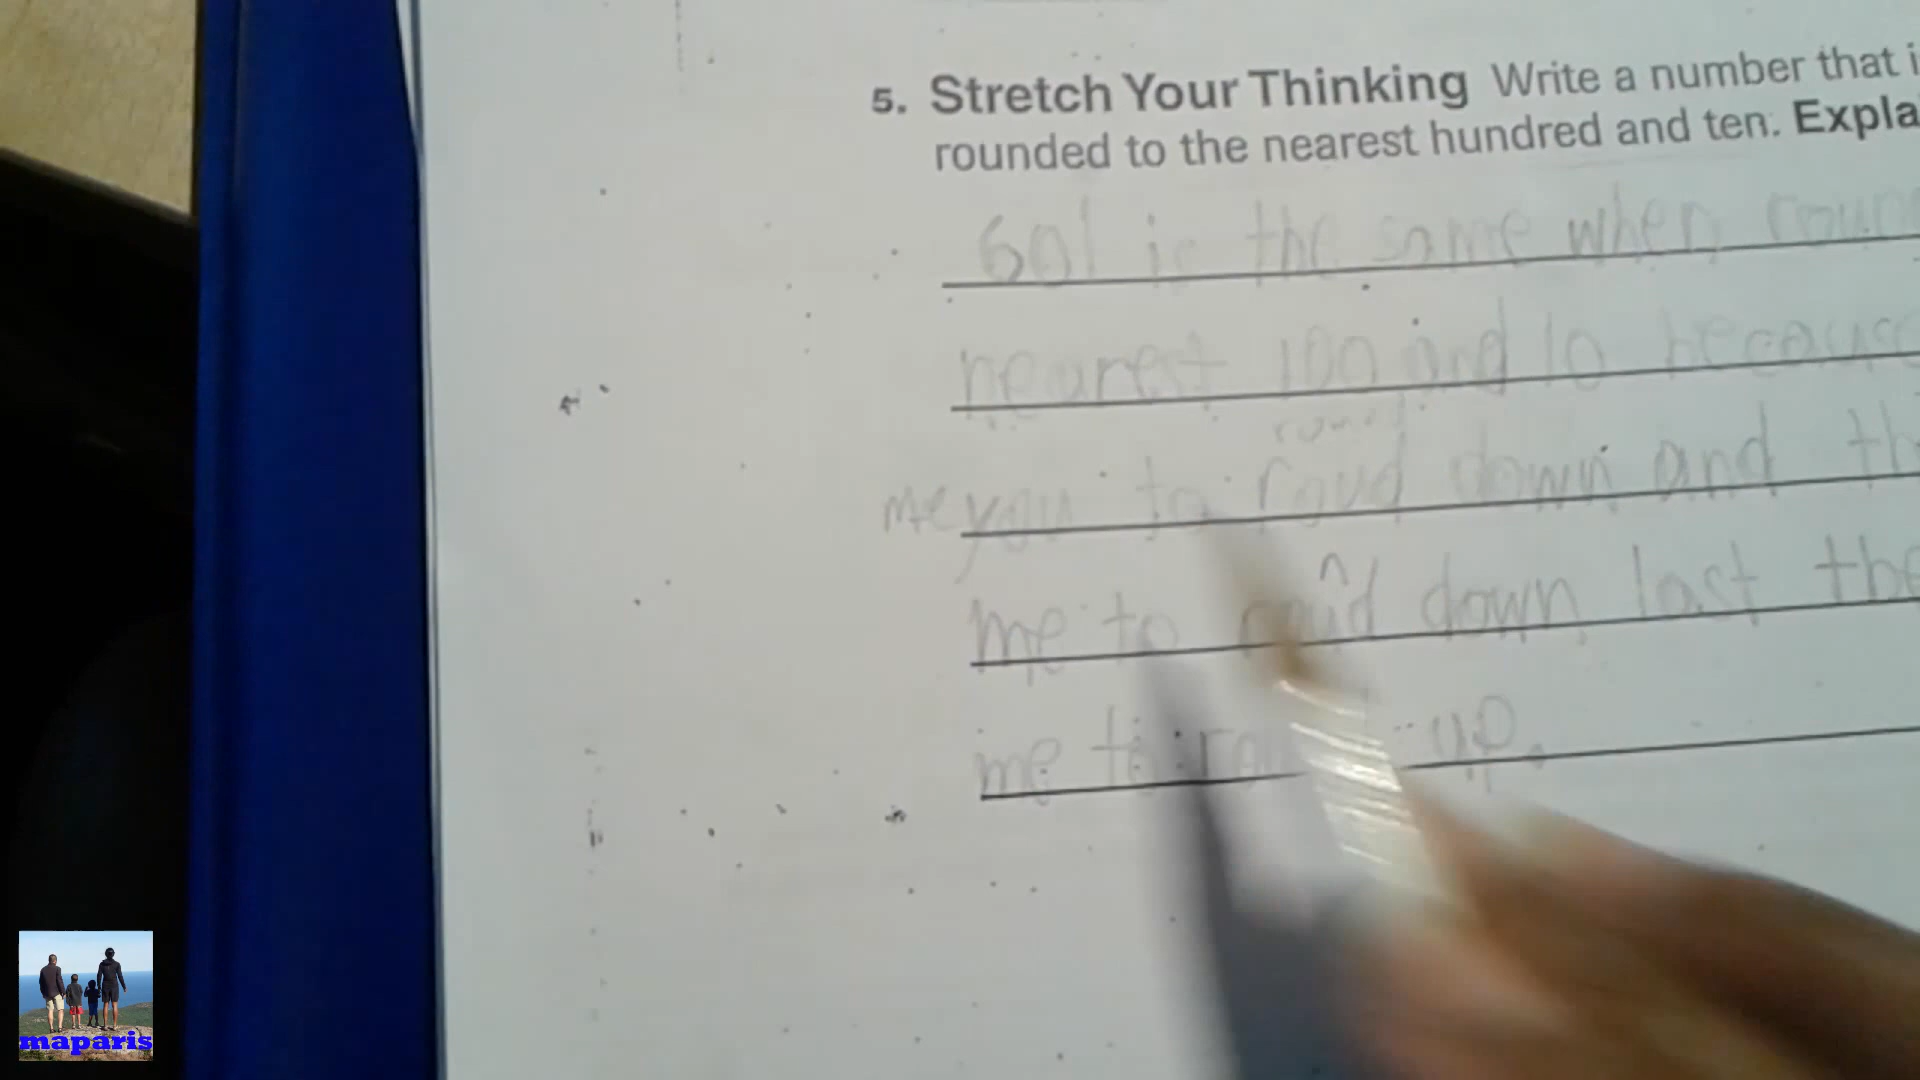 5. Stretch Your Thinking Write a number that i
rounded to the nearest hundred and ten. Expla
601 is the same when roun
nearest 100 and 10 because
round
me you to roud down and th
n
me to roud down last the
me to up.
maparis